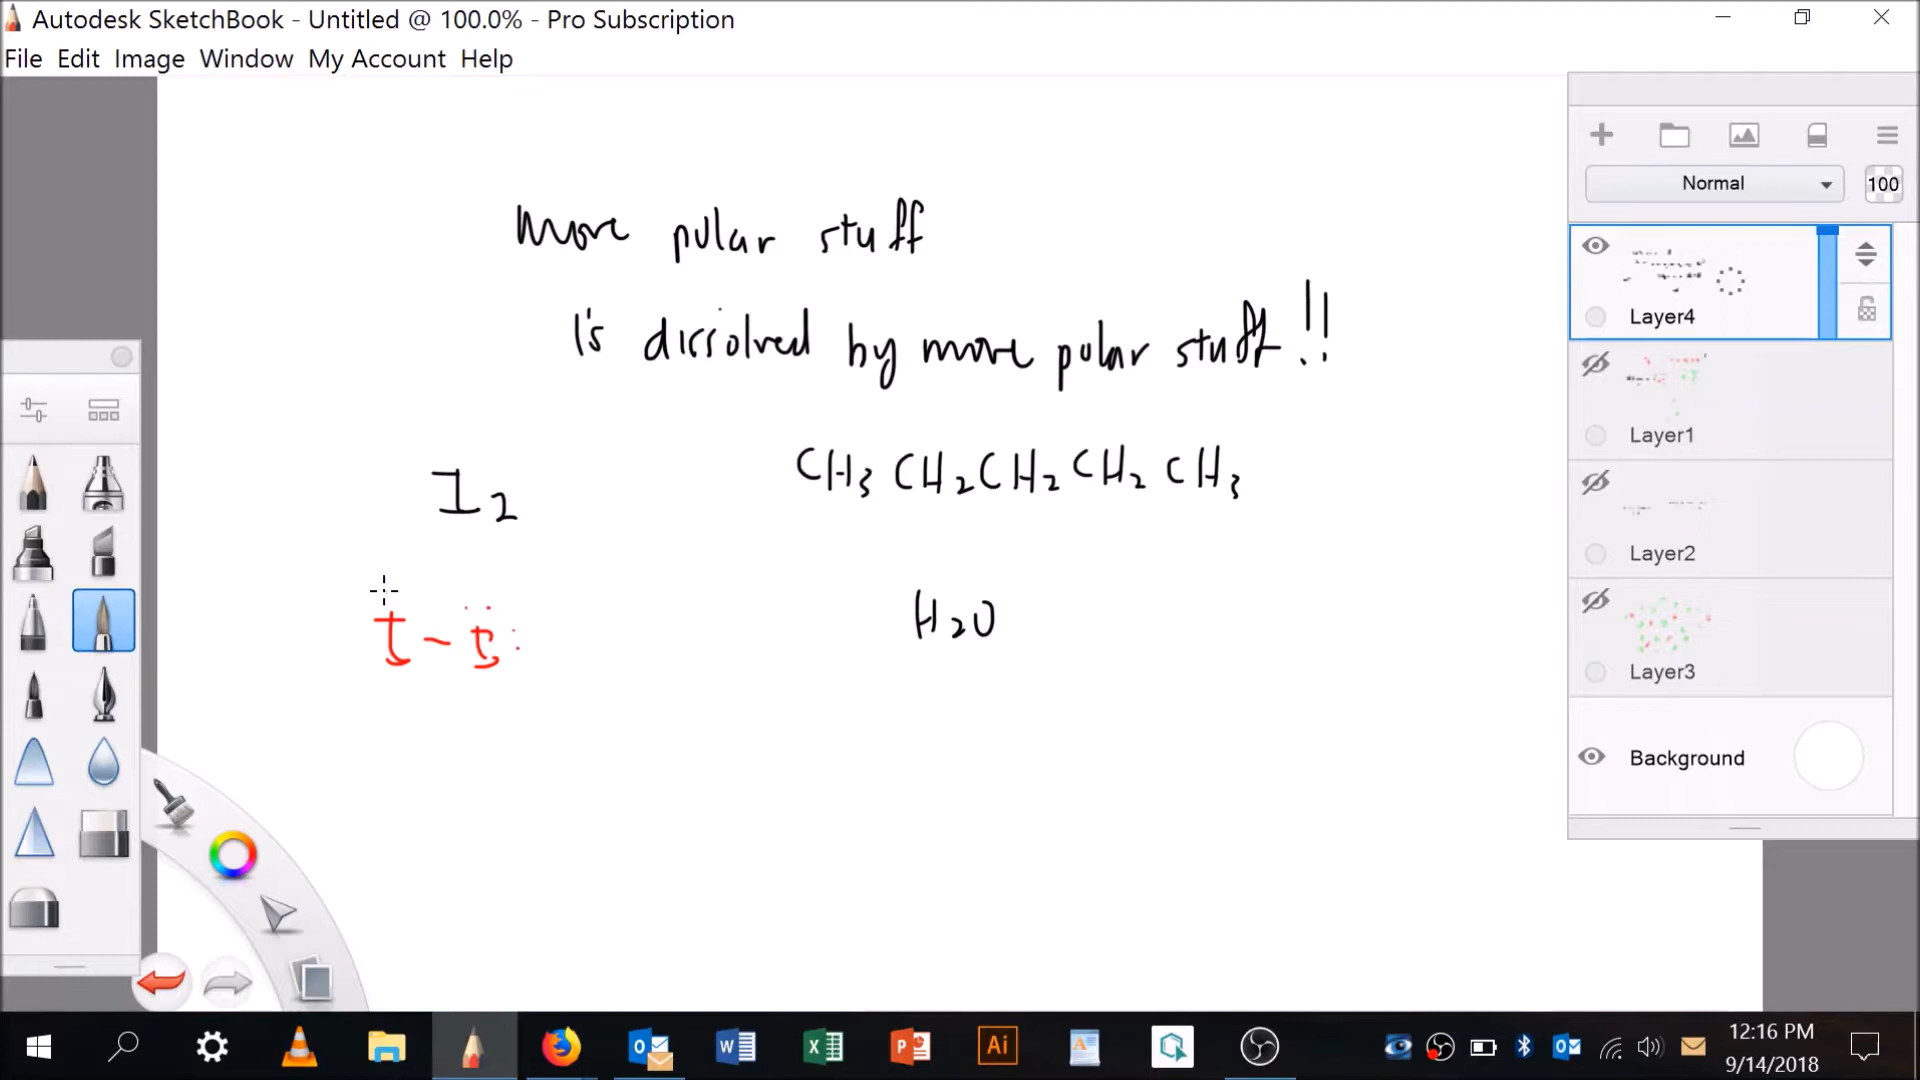 Autodesk SketchBook - Untitled @ 100.0% - Pro Subscription
File Edit Image Window My Account Help
Normal 100
more polar stuff
is dissolved by more polar stuff!!
I2
CH3 CH2CH2CH2CH3
I-I:
H2O
Layer4
Layer1
Layer2
Layer3
Background
12:16 PM
9/14/2018